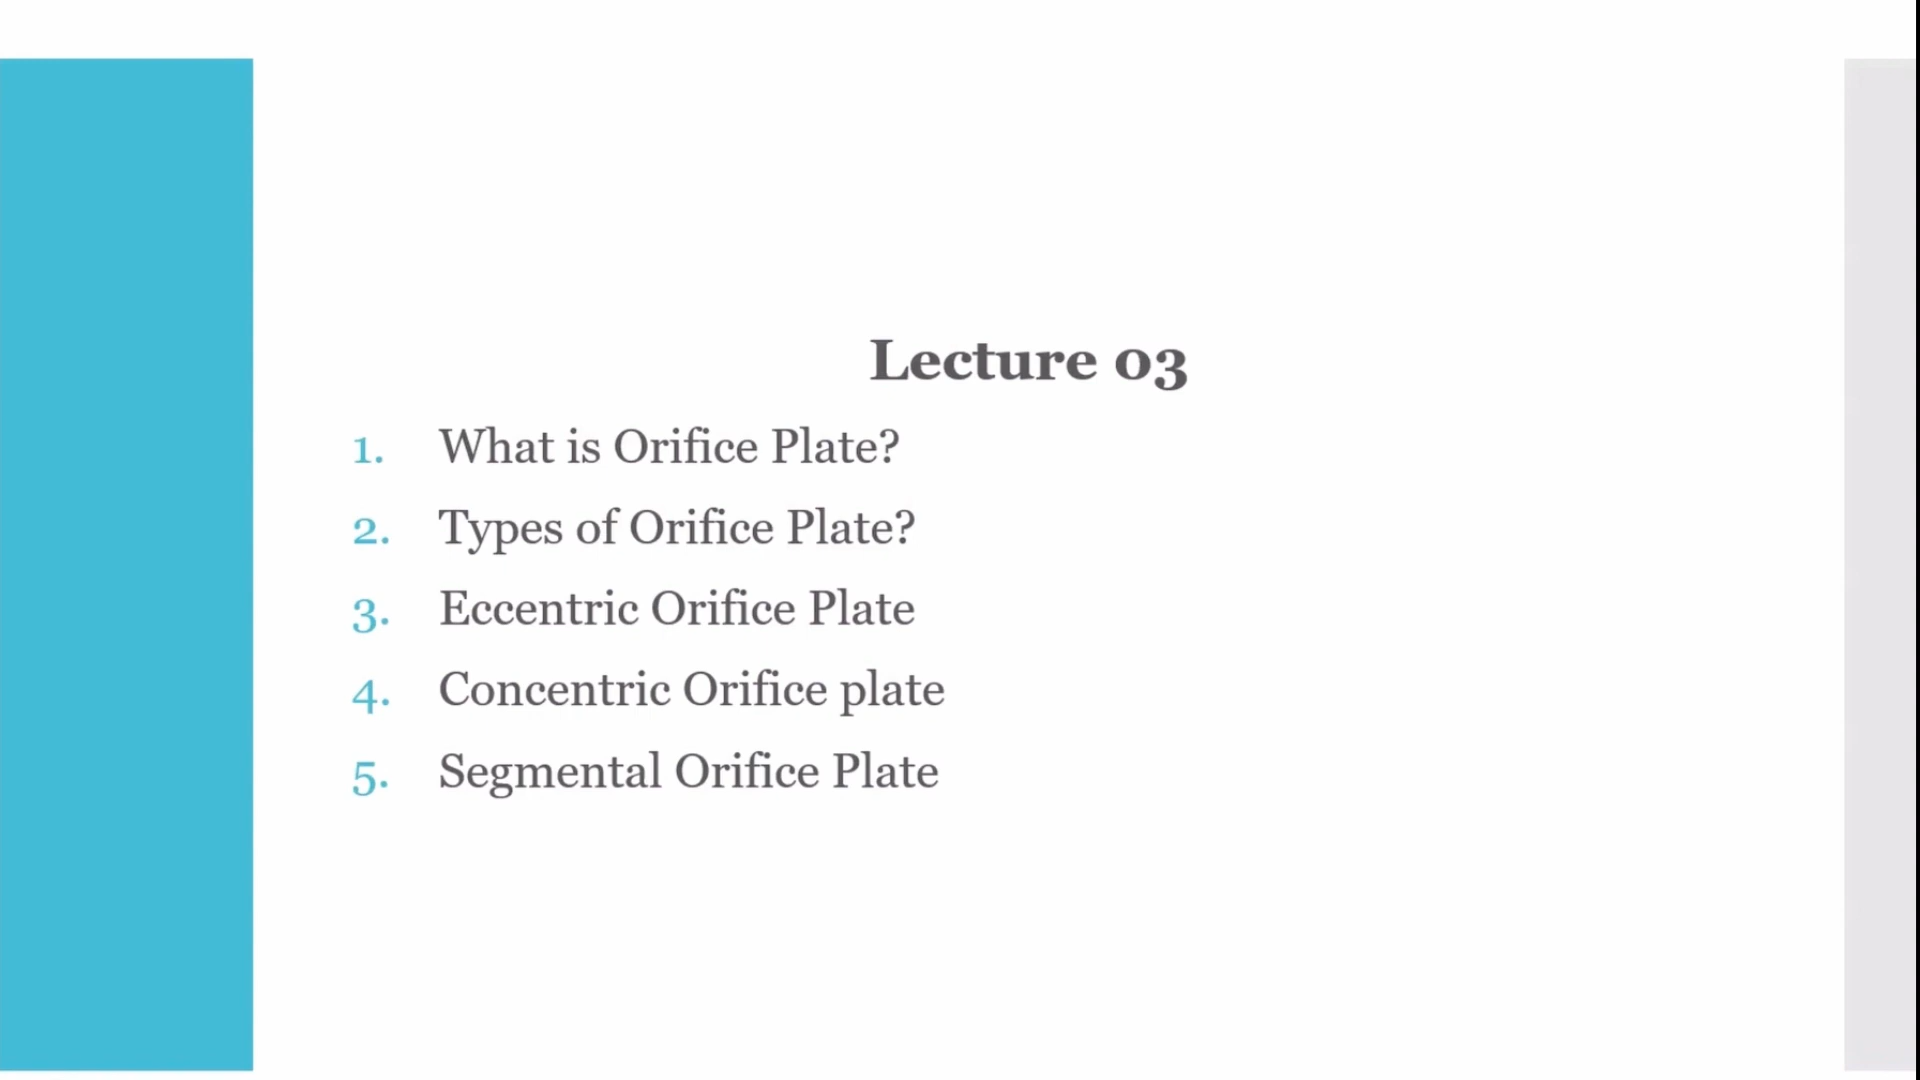 Lecture 03
1. What is Orifice Plate?
2. Types of Orifice Plate?
3. Eccentric Orifice Plate
4. Concentric Orifice plate
5. Segmental Orifice Plate